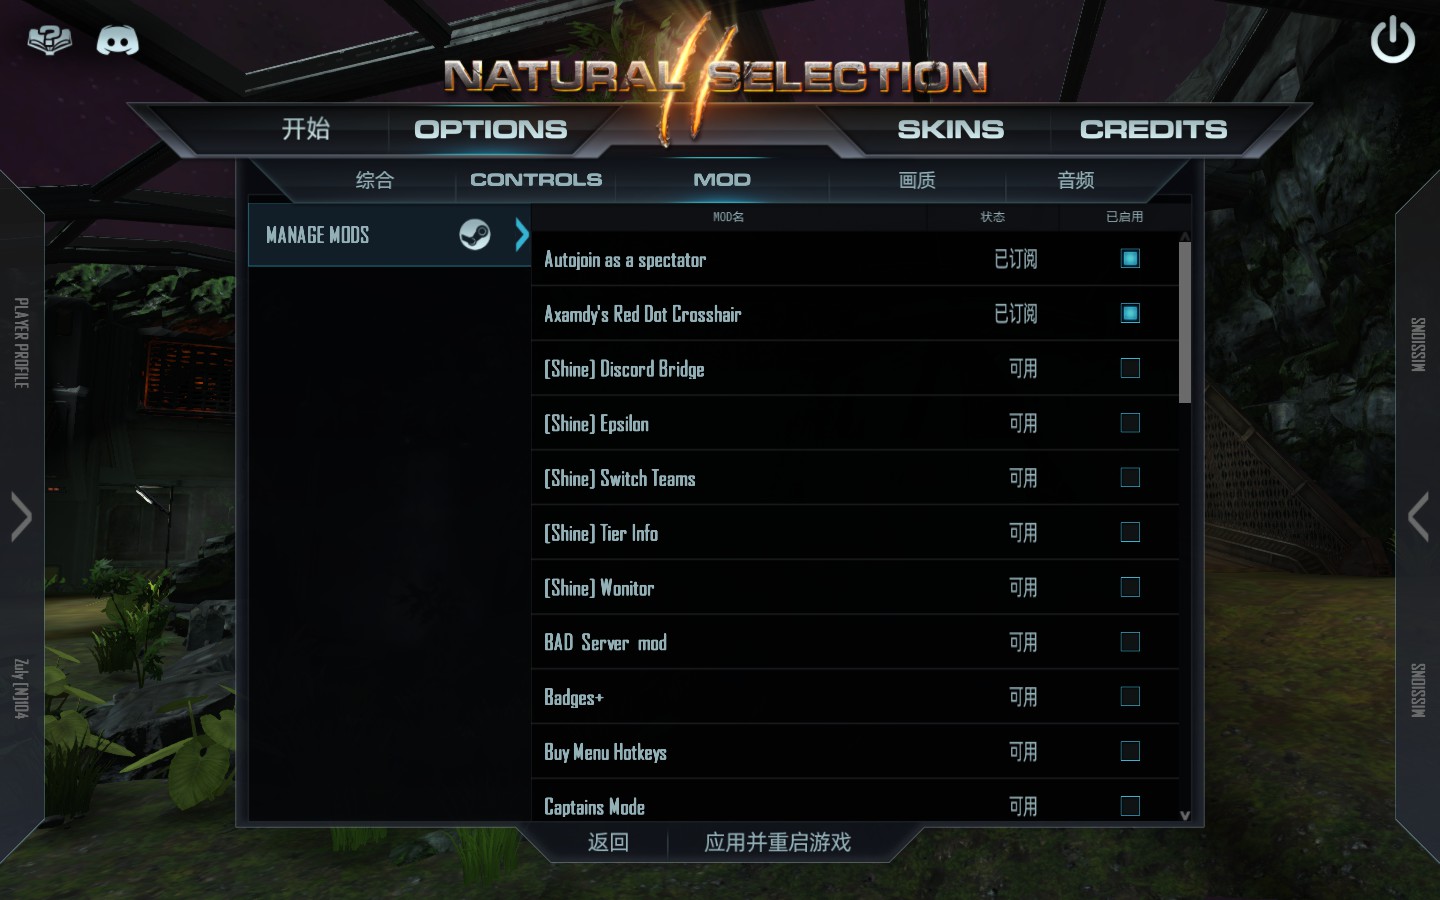 NATURAL SELECTION
开始 OPTIONS SKINS CREDITS
综合 CONTROLS MOD 画质 音频
MANAGE MODS
MOD名 状态 已启用
Autojoin as a spectator 已订阅
Axamdy's Red Dot Crosshair 已订阅
[Shine] Discord Bridge 可用
[Shine] Epsilon 可用
[Shine] Switch Teams 可用
[Shine] Tier Info 可用
[Shine] Wonitor 可用
BAD Server mod 可用
Badges+ 可用
Buy Menu Hotkeys 可用
Captains Mode 可用
返回 应用并重启游戏
PLAYER PROFILE
Zuly [N]104
MISSIONS
MISSIONS